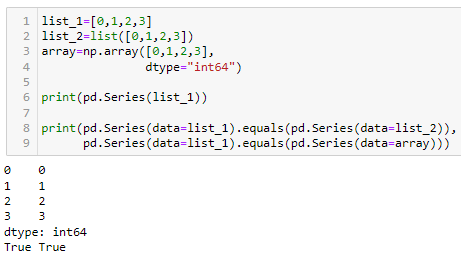 1 list_1=[0,1,2,3]
2 list_2=list([0,1,2,3])
3 array=np.array([0,1,2,3],
4                dtype="int64")
5
6 print(pd.Series(list_1))
7
8 print(pd.Series(data=list_1).equals(pd.Series(data=list_2)),
9       pd.Series(data=list_1).equals(pd.Series(data=array)))
0    0
1    1
2    2
3    3
dtype: int64
True True